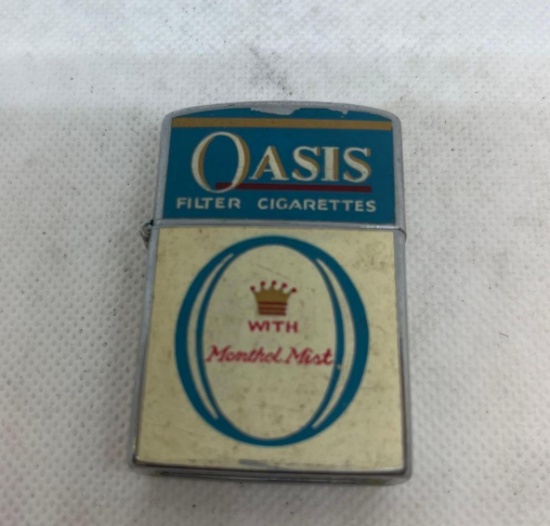 OASIS
FILTER CIGARETTES
WITH
Menthol Mist